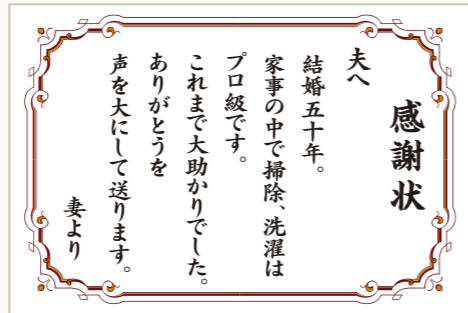 感謝状
夫へ
結婚五十年。
家事の中で掃除、洗濯は
プロ級です。
これまで大助かりでした。
ありがとうを
声を大にして送ります。
妻より